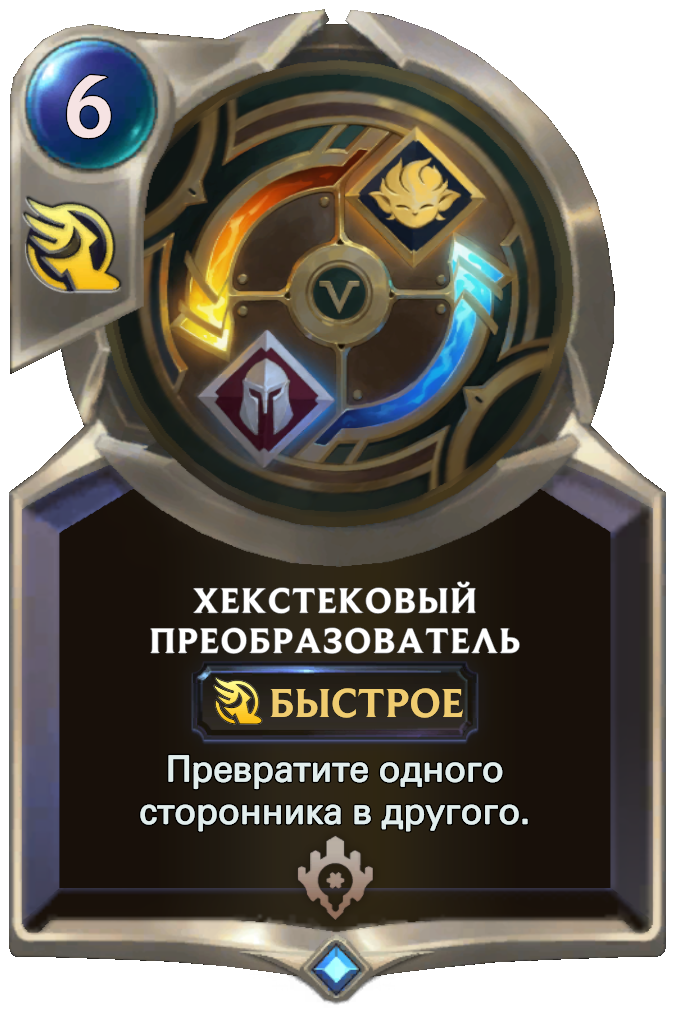 6
V
ХЕКСТЕКОВЫЙ
ПРЕОБРАЗОВАТЕЛЬ
БЫСТРОЕ
Превратите одного
сторонника в другого.